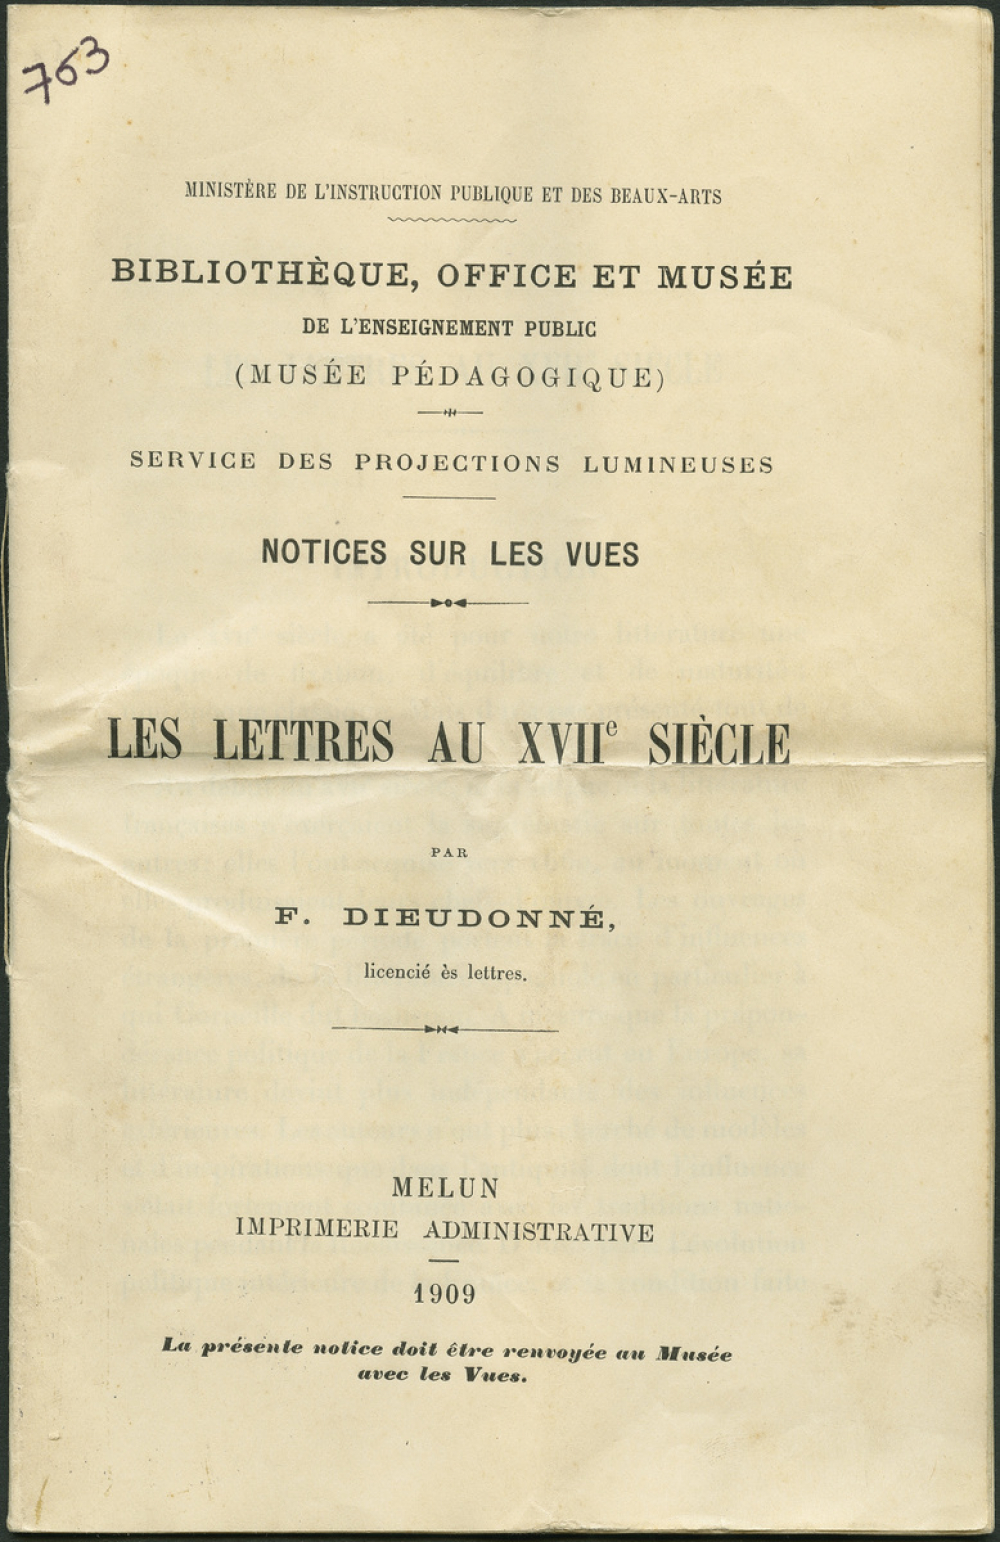 763
MINISTÈRE DE L'INSTRUCTION PUBLIQUE ET DES BEAUX-ARTS
BIBLIOTHÈQUE, OFFICE ET MUSÉE
DE L'ENSEIGNEMENT PUBLIC
(MUSÉE PÉDAGOGIQUE)
SERVICE DES PROJECTIONS LUMINEUSES
NOTICES SUR LES VUES
LES LETTRES AU XVIIe SIÈCLE
PAR
F. DIEUDONNÉ,
licencié ès lettres.
MELUN
IMPRIMERIE ADMINISTRATIVE
1909
La présente notice doit être renvoyée au Musée
avec les Vues.